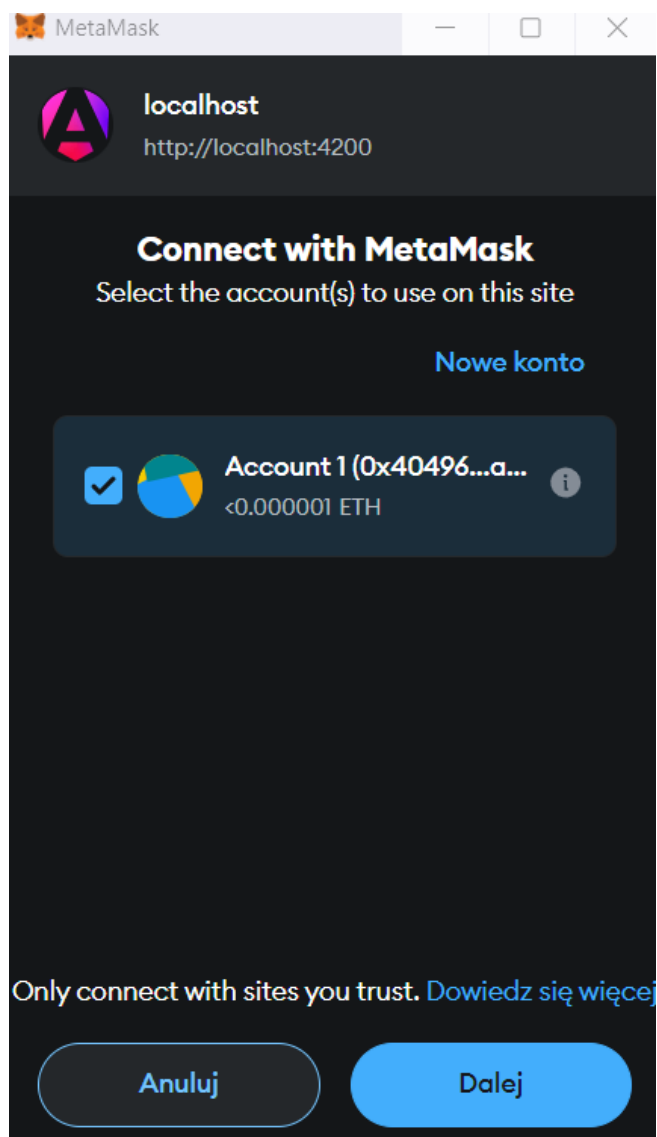 MetaMask
localhost
http://localhost:4200
Connect with MetaMask
Select the account(s) to use on this site
Nowe konto
Account 1 (0x40496...a...
<0.000001 ETH
Only connect with sites you trust. Dowiedz się więcej
Anuluj
Dalej